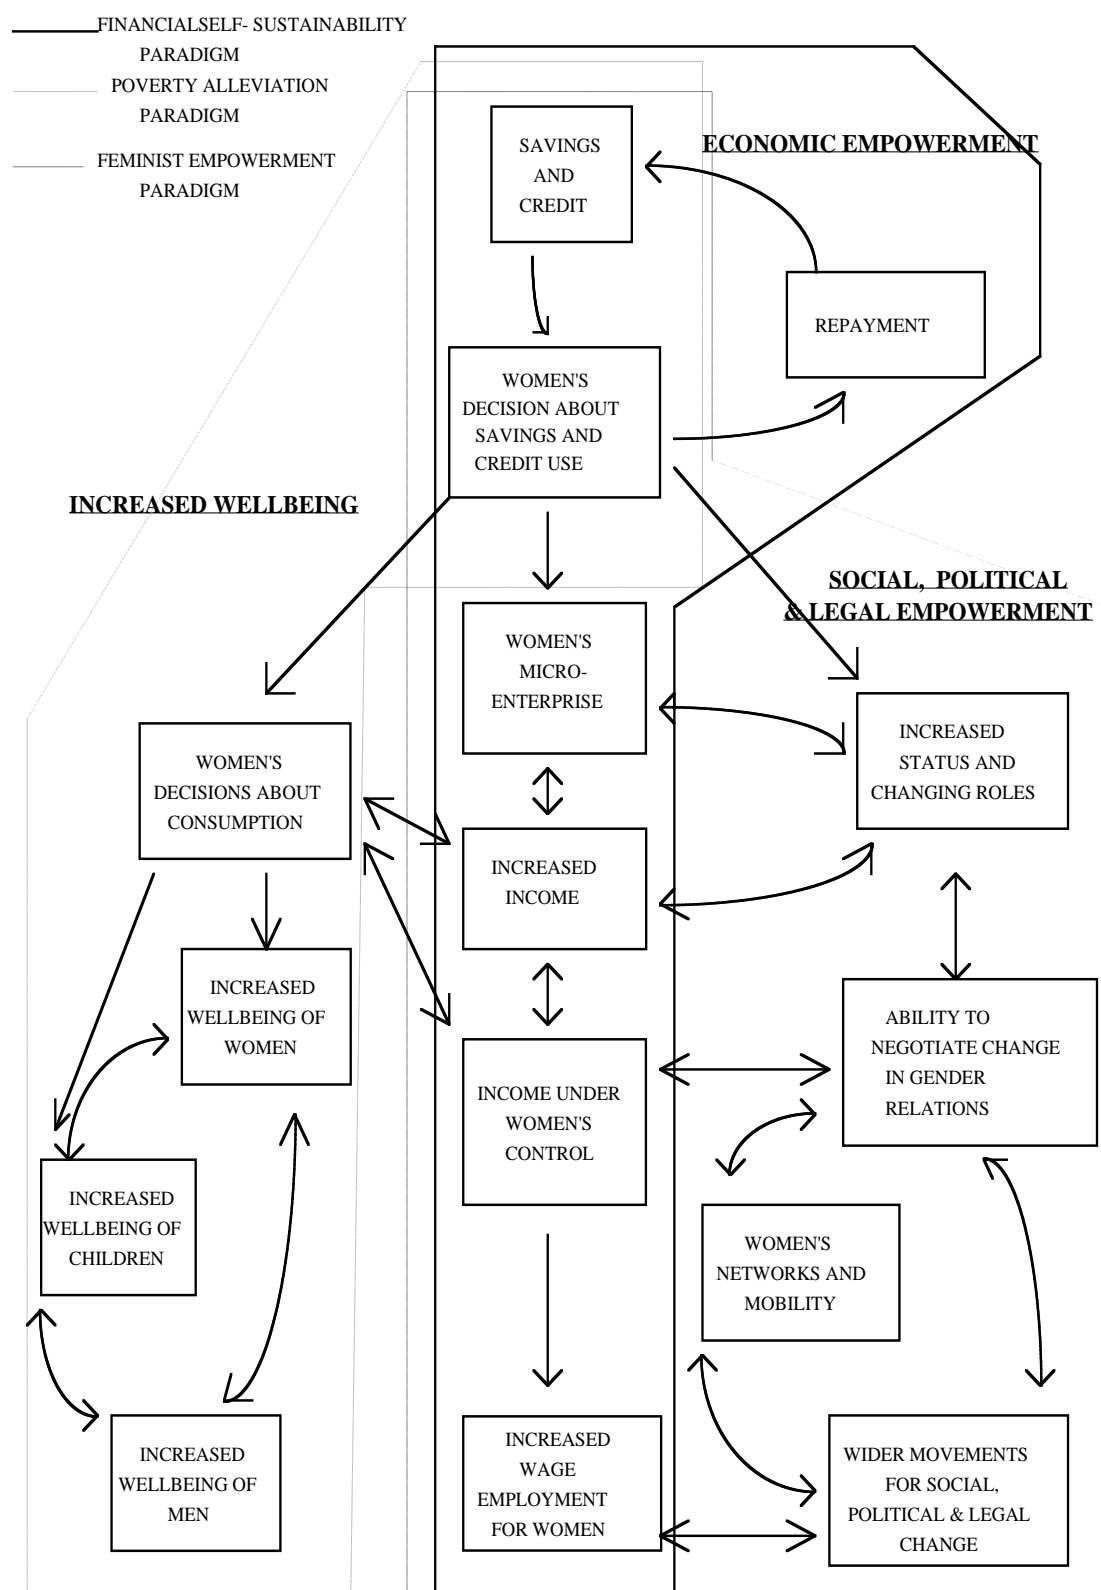 FINANCIALSELF- SUSTAINABILITY
PARADIGM
POVERTY ALLEVIATION
PARADIGM
FEMINIST EMPOWERMENT
PARADIGM
ECONOMIC EMPOWERMENT
SAVINGS
AND
CREDIT
REPAYMENT
WOMEN'S
DECISION ABOUT
SAVINGS AND
CREDIT USE
INCREASED WELLBEING
SOCIAL, POLITICAL
& LEGAL EMPOWERMENT
WOMEN'S
MICRO-
ENTERPRISE
INCREASED
STATUS AND
CHANGING ROLES
WOMEN'S
DECISIONS ABOUT
CONSUMPTION
INCREASED
INCOME
INCREASED
WELLBEING OF
WOMEN
ABILITY TO
NEGOTIATE CHANGE
IN GENDER
RELATIONS
INCOME UNDER
WOMEN'S
CONTROL
INCREASED
WELLBEING OF
CHILDREN
WOMEN'S
NETWORKS AND
MOBILITY
INCREASED
WELLBEING OF
MEN
INCREASED
WAGE
EMPLOYMENT
FOR WOMEN
WIDER MOVEMENTS
FOR SOCIAL,
POLITICAL & LEGAL
CHANGE